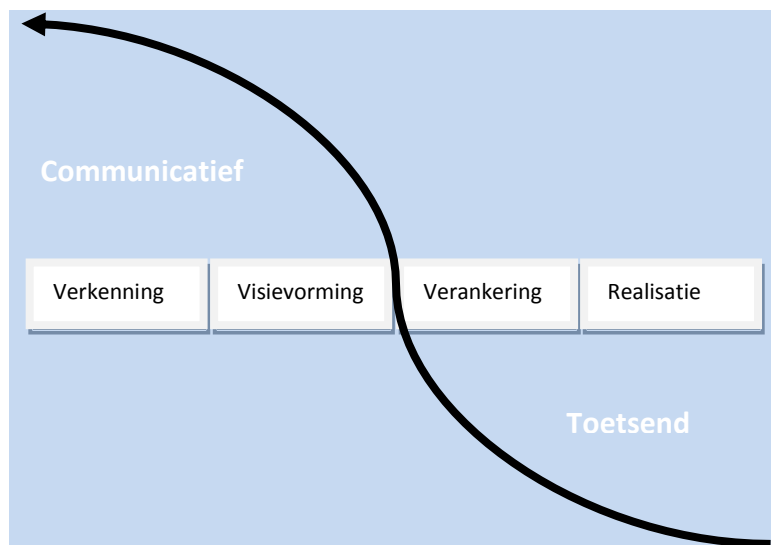 Communicatief
Verkenning
Visievorming
Verankering
Realisatie
Toetsend